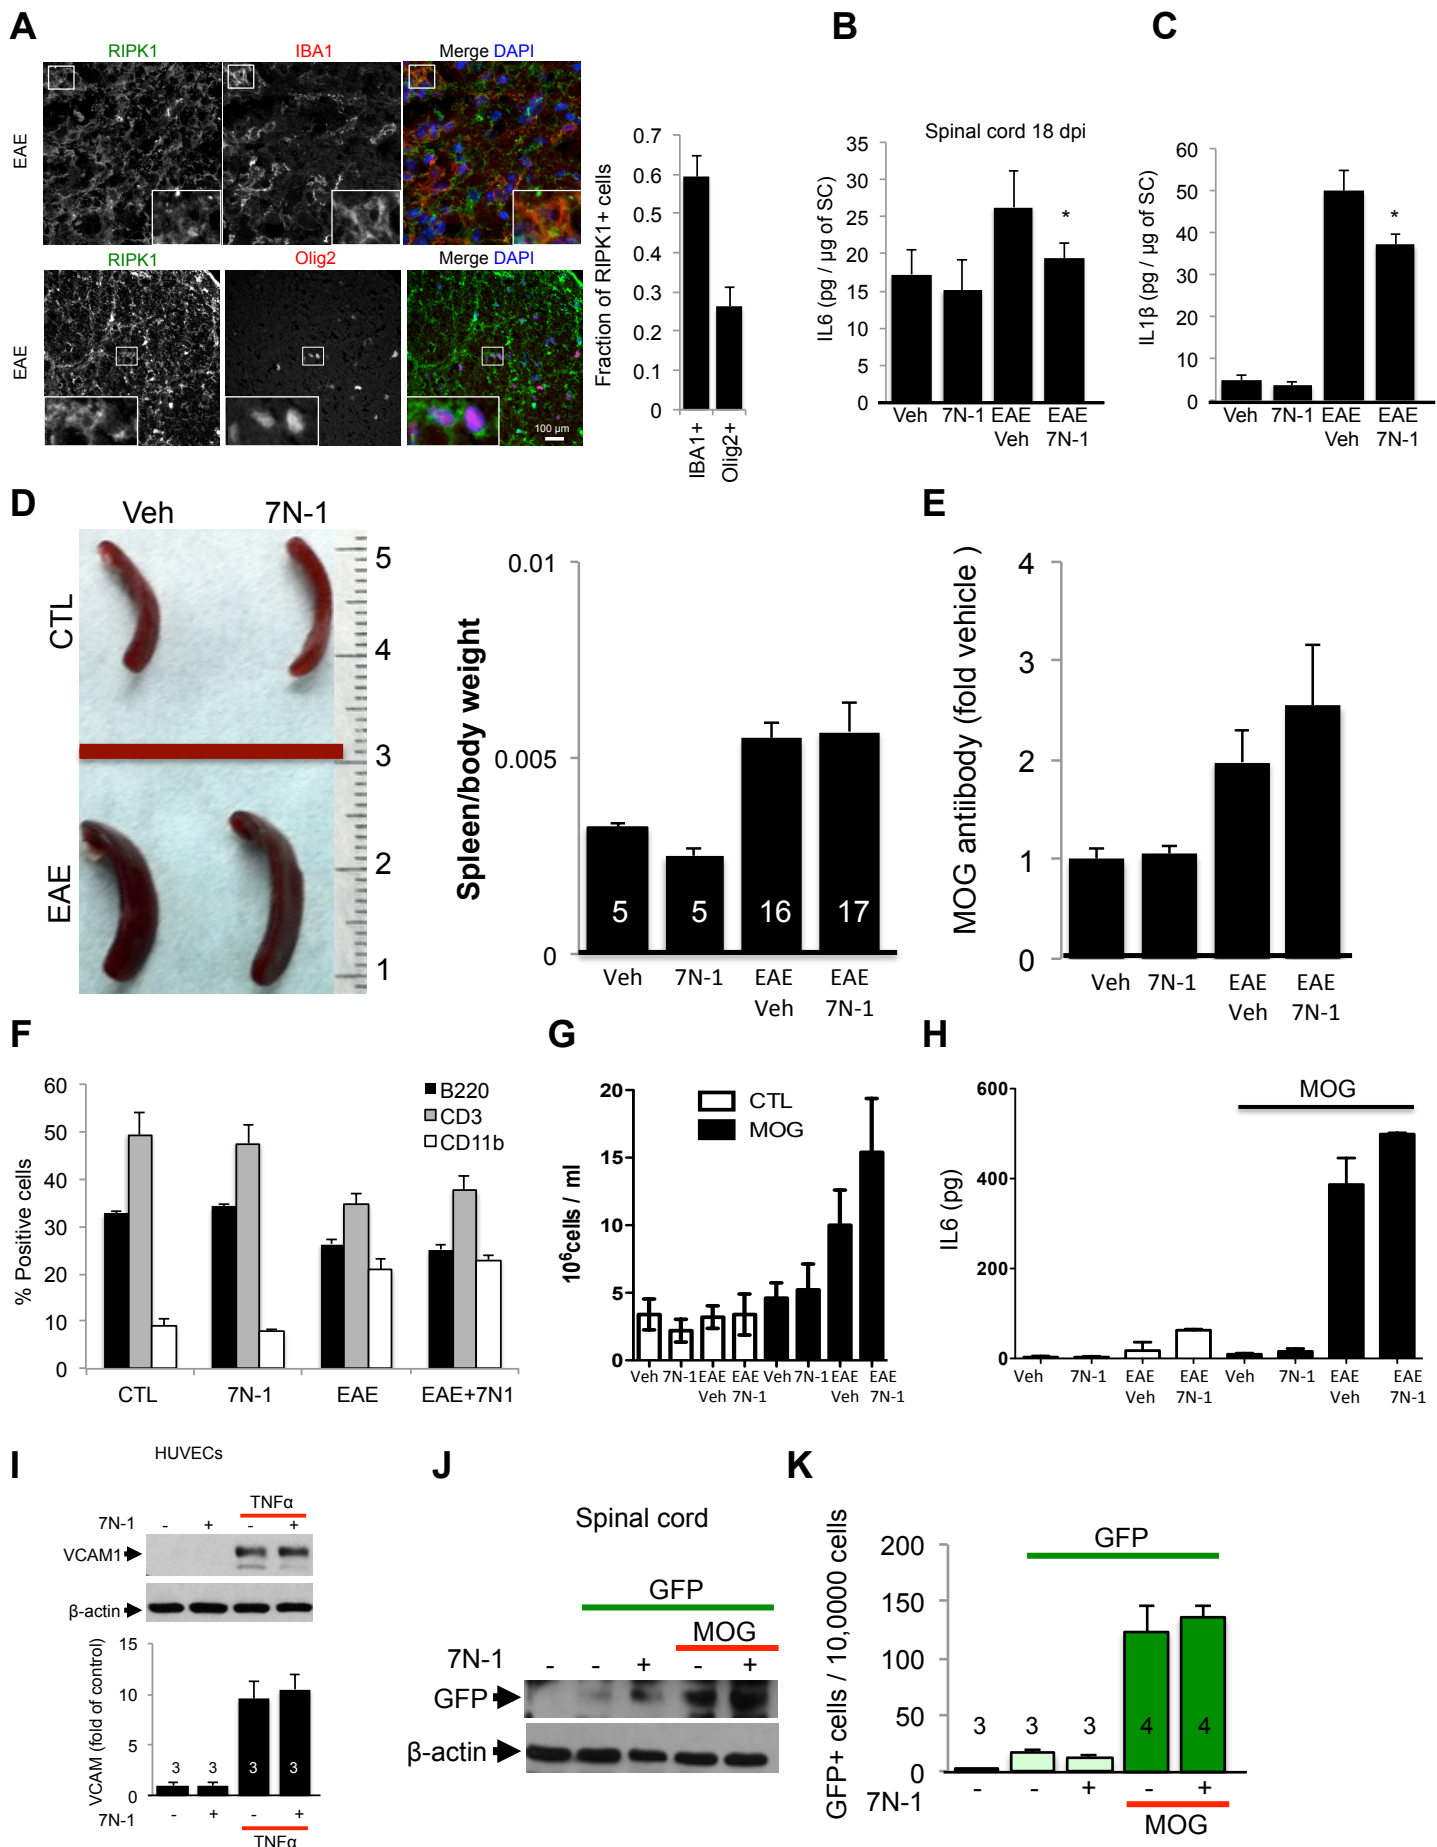 A
RIPK1
IBA1
Merge DAPI
EAE
RIPK1
Olig2
Merge DAPI
EAE
100 µm
Fraction of RIPK1+ cells
0.7
0.6
0.5
0.4
0.3
0.2
0.1
0
IBA1+
Olig2+
B
Spinal cord 18 dpi
IL6 (pg / µg of SC)
35
30
25
20
15
10
5
0
*
Veh 7N-1 EAE EAE
Veh 7N-1
C
IL1β (pg / µg of SC)
60
50
40
30
20
10
0
*
Veh 7N-1 EAE EAE
Veh 7N-1
D
Veh 7N-1
CTL
EAE
5
4
3
2
1
Spleen/body weight
0.01
0.005
0
5 5 16 17
Veh 7N-1 EAE EAE
Veh 7N-1
E
MOG antiibody (fold vehicle )
4
3
2
1
0
Veh 7N-1 EAE EAE
Veh 7N-1
F
% Positive cells
60
50
40
30
20
10
0
B220
CD3
CD11b
CTL 7N-1 EAE EAE+7N1
G
10⁶cells / ml
20
15
10
5
0
CTL
MOG
Veh 7N-1 EAE EAE Veh 7N-1 EAE EAE
Veh 7N-1 Veh 7N-1
H
IL6 (pg)
600
400
200
0
MOG
Veh 7N-1 EAE EAE Veh 7N-1 EAE EAE
Veh 7N-1 Veh 7N-1
I
HUVECs
TNFα
7N-1 - + - +
VCAM1
β-actin
VCAM (fold of control)
15
10
5
0
3 3 3 3
7N-1 - + - +
TNFα
J
Spinal cord
GFP
MOG
7N-1 - - + - +
GFP
β-actin
K
GFP+ cells / 10,0000 cells
200
150
100
50
0
GFP
3 3 3 4 4
7N-1 - - + - +
MOG